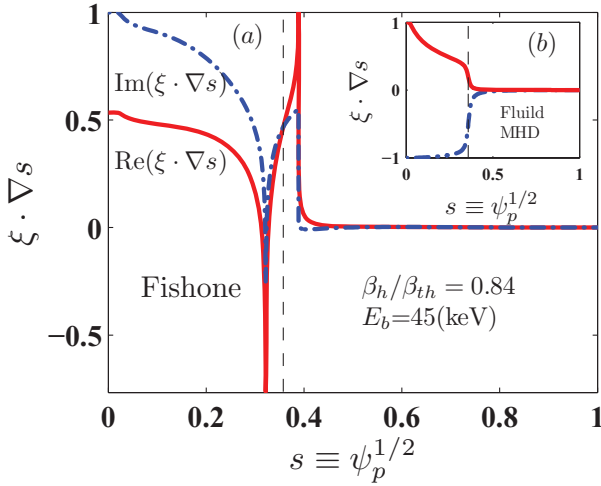 1
0.5
0
−0.5
0
0.2
0.4
0.6
0.8
1
ξ · ∇s
s ≡ ψ_p^{1/2}
(a)
Im(ξ · ∇s)
Re(ξ · ∇s)
Fishone
β_h/β_th = 0.84
E_b=45(keV)
(b)
1
0
−1
0
0.5
1
ξ · ∇s
s ≡ ψ_p^{1/2}
Fluild
MHD